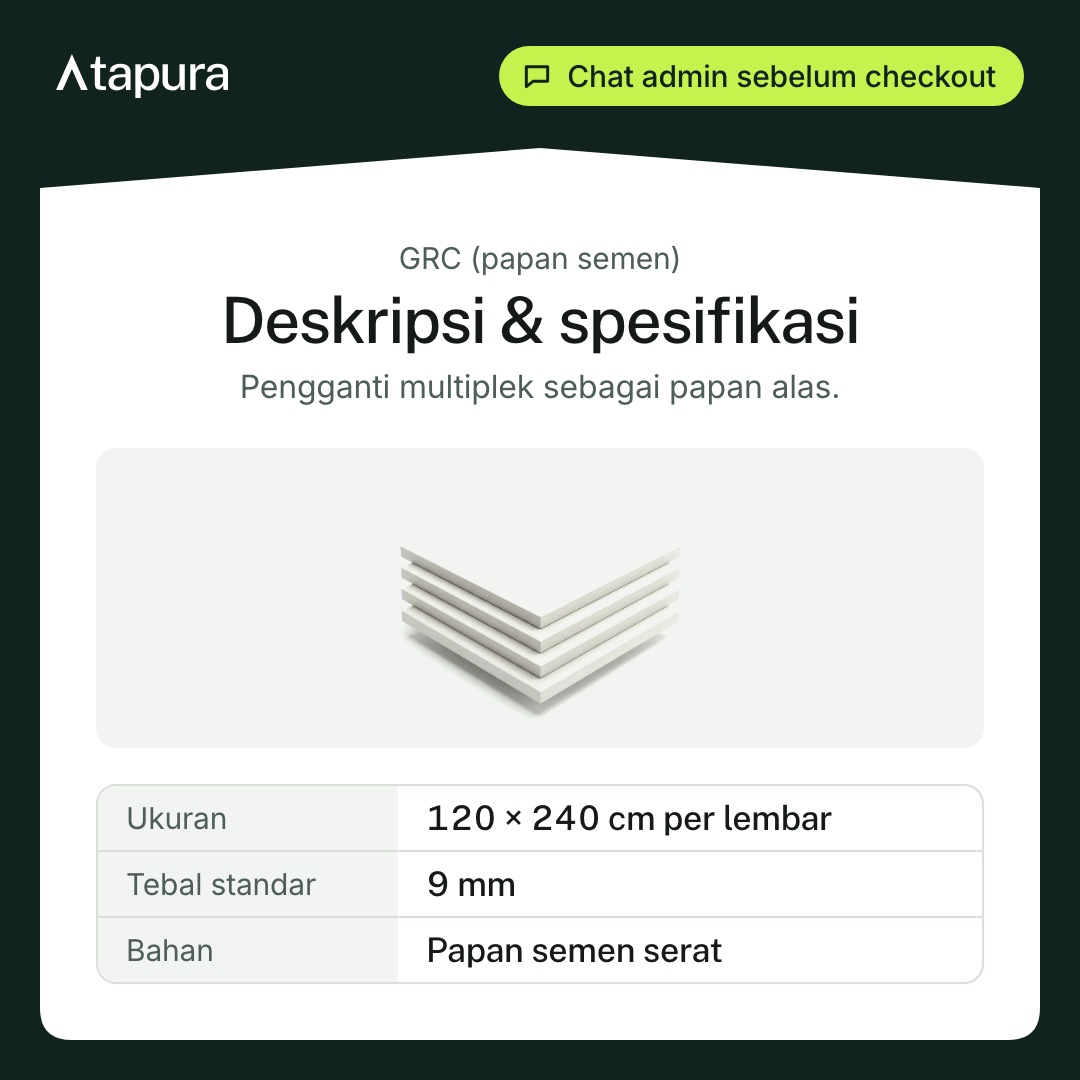 Atapura
Chat admin sebelum checkout
GRC (papan semen)
Deskripsi & spesifikasi
Pengganti multiplek sebagai papan alas.
Ukuran 120 × 240 cm per lembar
Tebal standar 9 mm
Bahan Papan semen serat